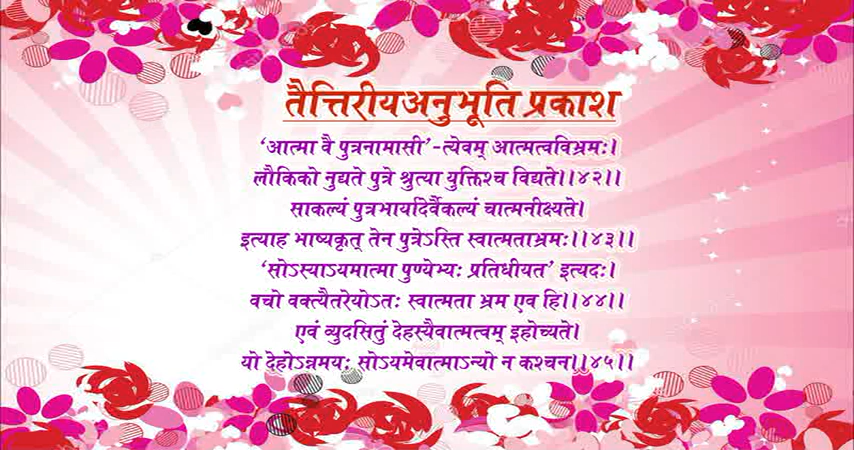 तैत्तिरीयअनुभूति प्रकाश
‘आत्मा वै पुत्रनामासी’-त्येवम् आत्मत्वविभ्रमः।
लौकिको नुद्यते पुत्रे श्रुत्या युक्तिश्च विद्यते।।४२।।
साकल्यं पुत्रभार्यादेर्वैकल्यं चात्मनीक्ष्यते।
इत्याह भाष्यकृत् तेन पुत्रेऽस्ति स्वात्मताभ्रमः।।४३।।
‘सोऽस्याऽयमात्मा पुण्येभ्यः प्रतिधीयत’ इत्यदः।
वचो वक्त्यैतरेयोऽतः स्वात्मता भ्रम एव हि।।४४।।
एवं व्युदसितुं देहस्यैवात्मत्वम् इहोच्यते।
यो देहोऽन्नमयः सोऽयमेवात्माऽन्यो न कश्चन।।४५।।